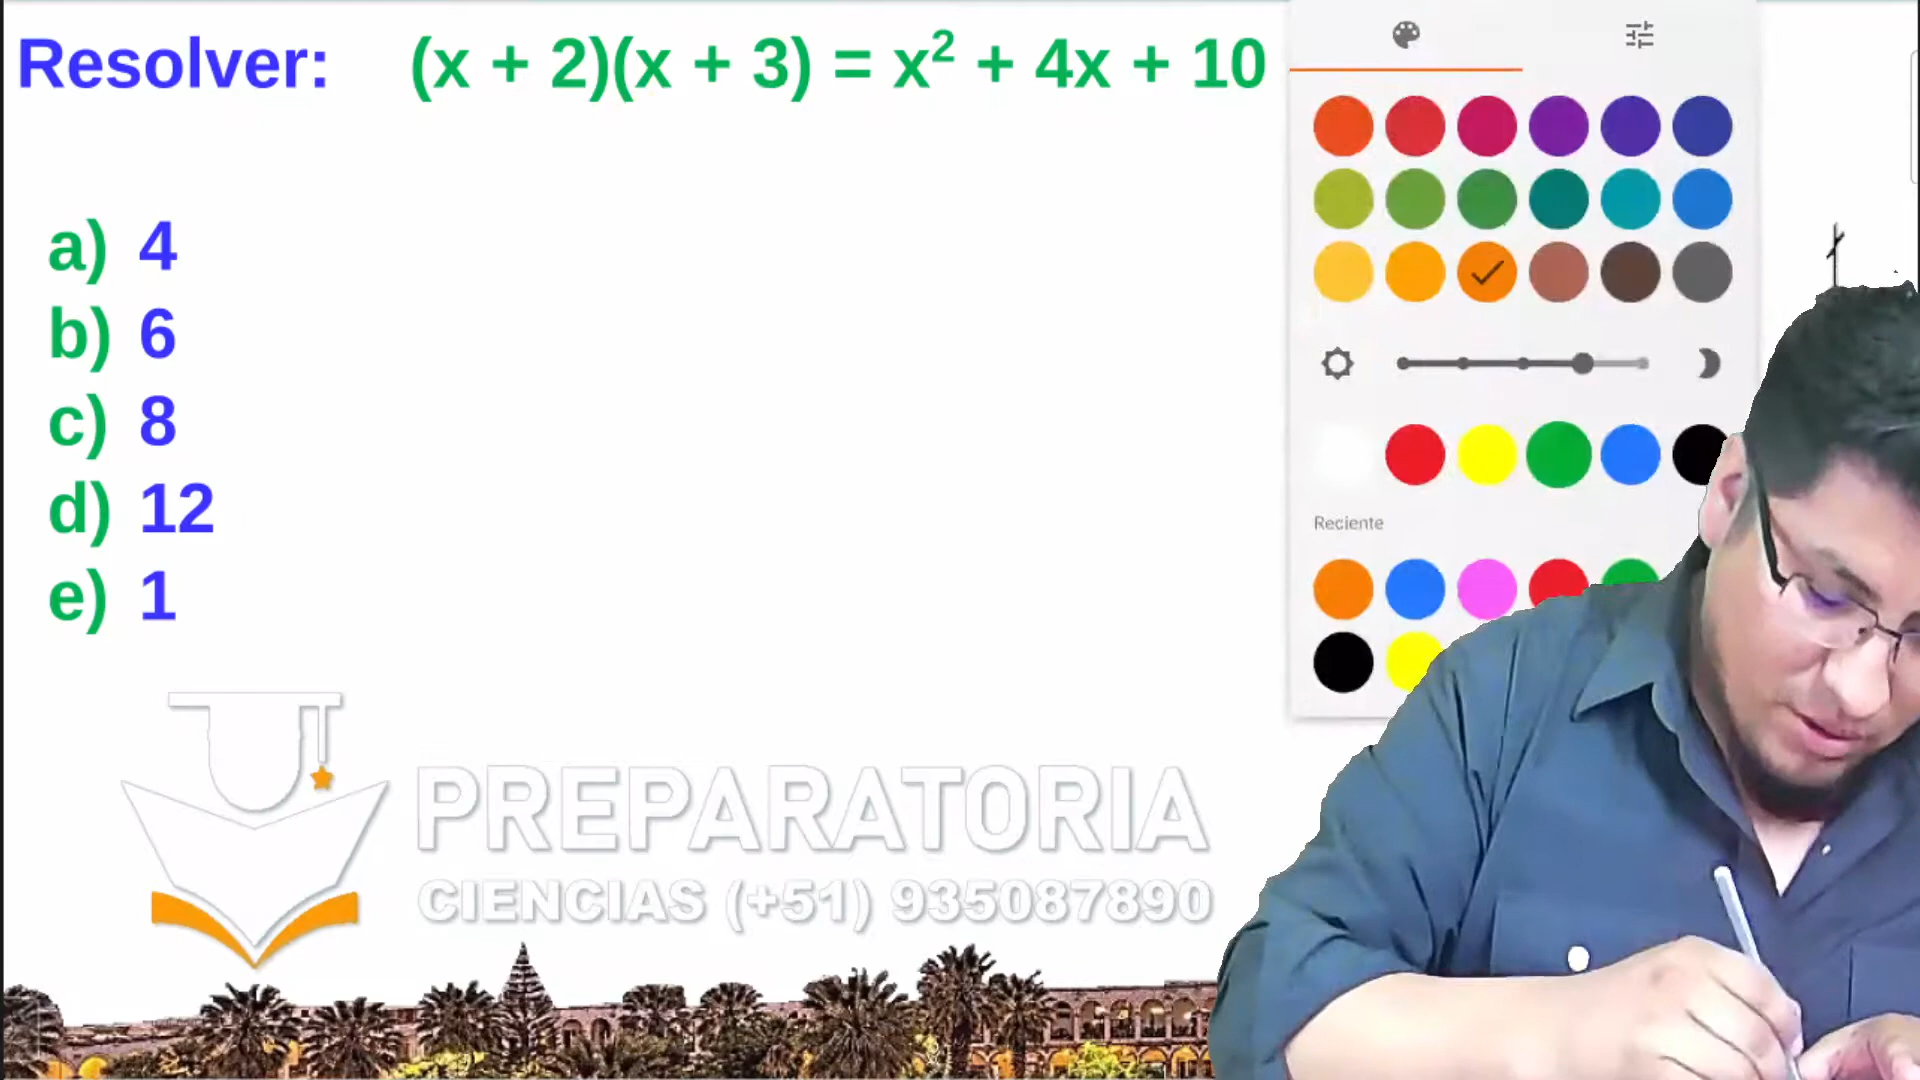 Resolver: (x + 2)(x + 3) = x² + 4x + 10
a) 4
b) 6
c) 8
d) 12
e) 1
Reciente
PREPARATORIA
CIENCIAS (+51) 935087890